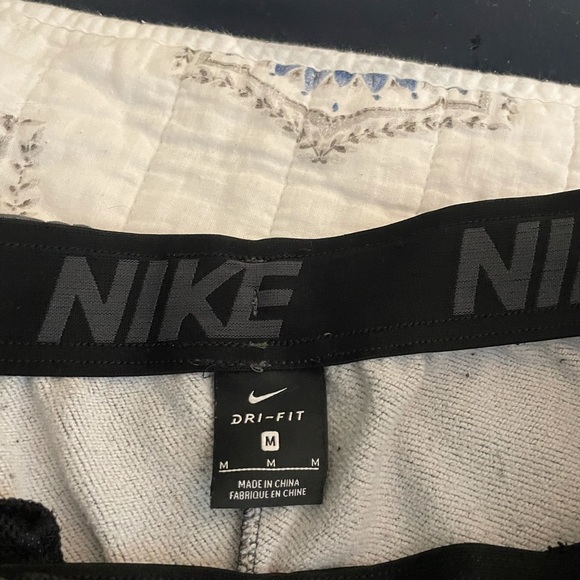 NIKE NI
DRI-FIT
M
M M M
MADE IN CHINA
FABRIQUE EN CHINE